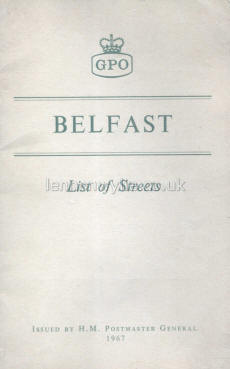 GPO
BELFAST
List of Streets
ISSUED BY H.M. POSTMASTER GENERAL
1967